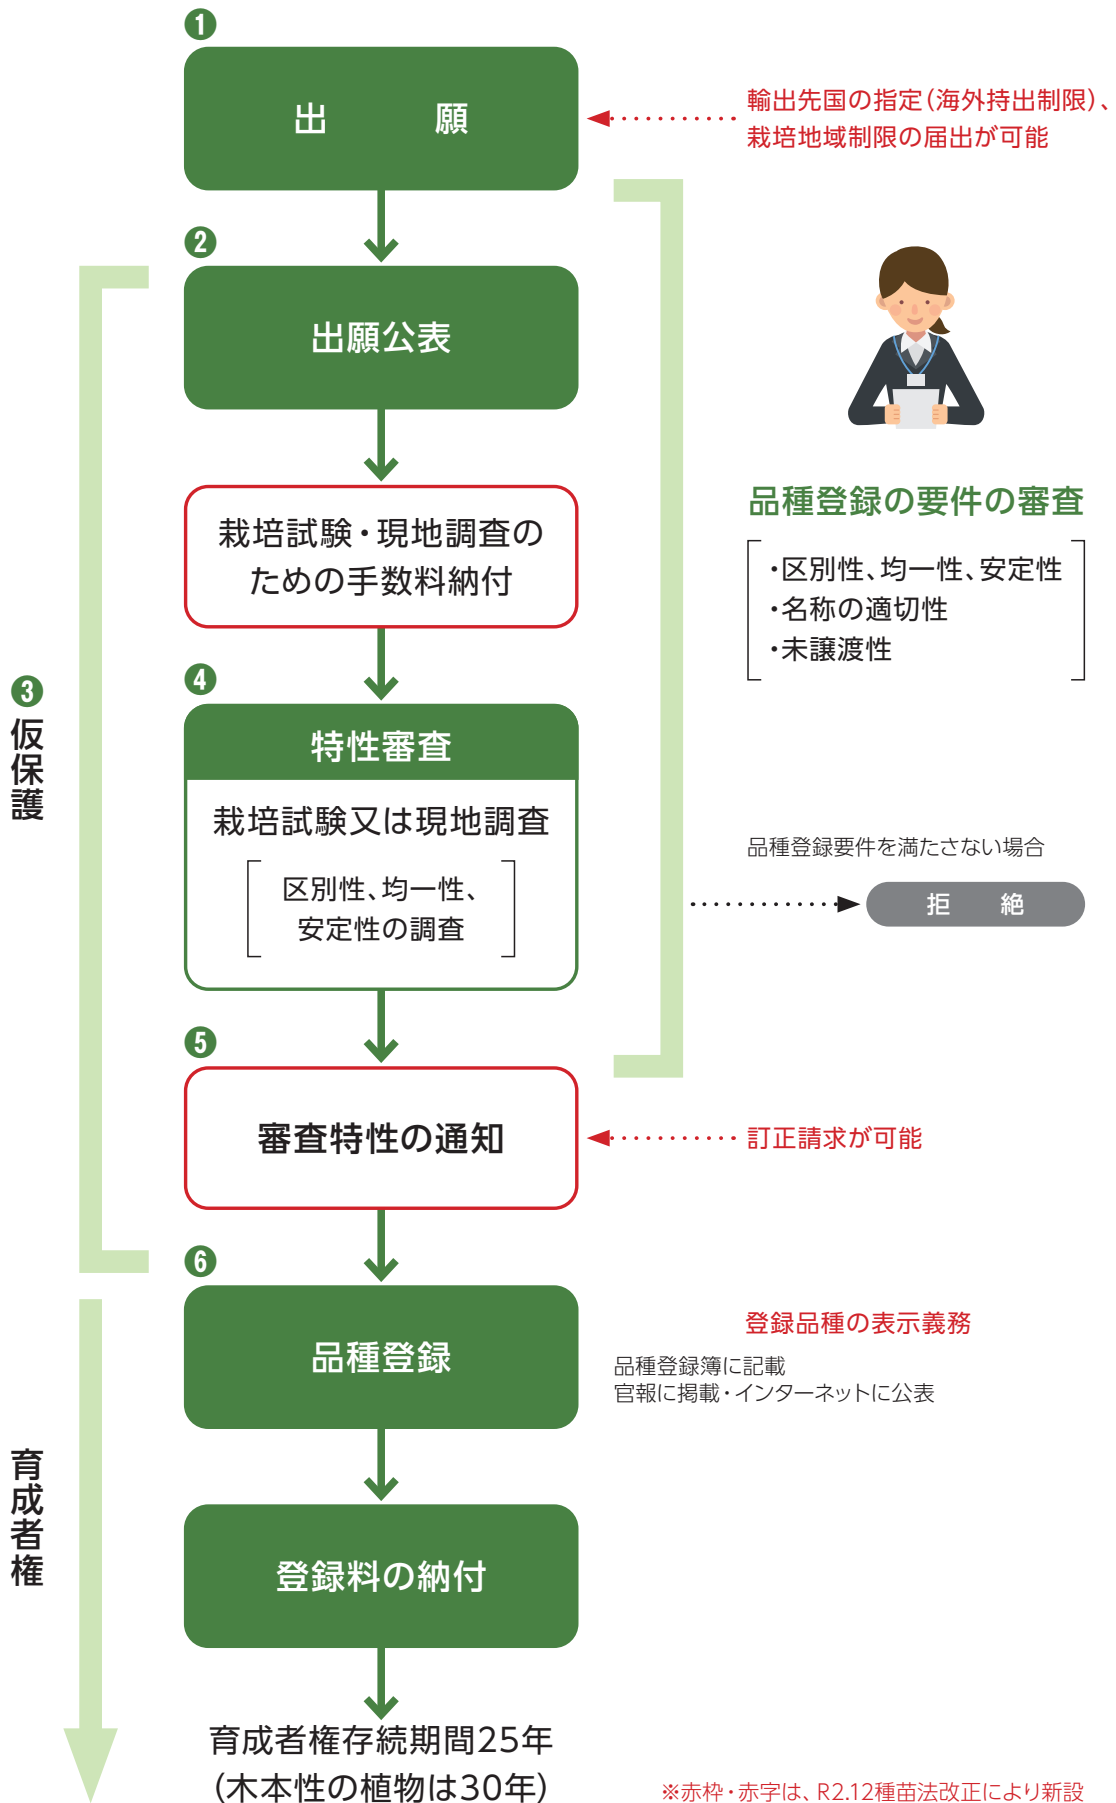 ❶
出　　願
輸出先国の指定（海外持出制限）、
栽培地域制限の届出が可能
❷
出願公表
栽培試験・現地調査の
ための手数料納付
品種登録の要件の審査
・区別性、均一性、安定性
・名称の適切性
・未譲渡性
❸仮保護
❹
特性審査
栽培試験又は現地調査
区別性、均一性、
安定性の調査
品種登録要件を満たさない場合
拒　絶
❺
審査特性の通知
訂正請求が可能
❻
品種登録
登録品種の表示義務
品種登録簿に記載
官報に掲載・インターネットに公表
育成者権
登録料の納付
育成者権存続期間25年
（木本性の植物は30年）
※赤枠・赤字は、R2.12種苗法改正により新設